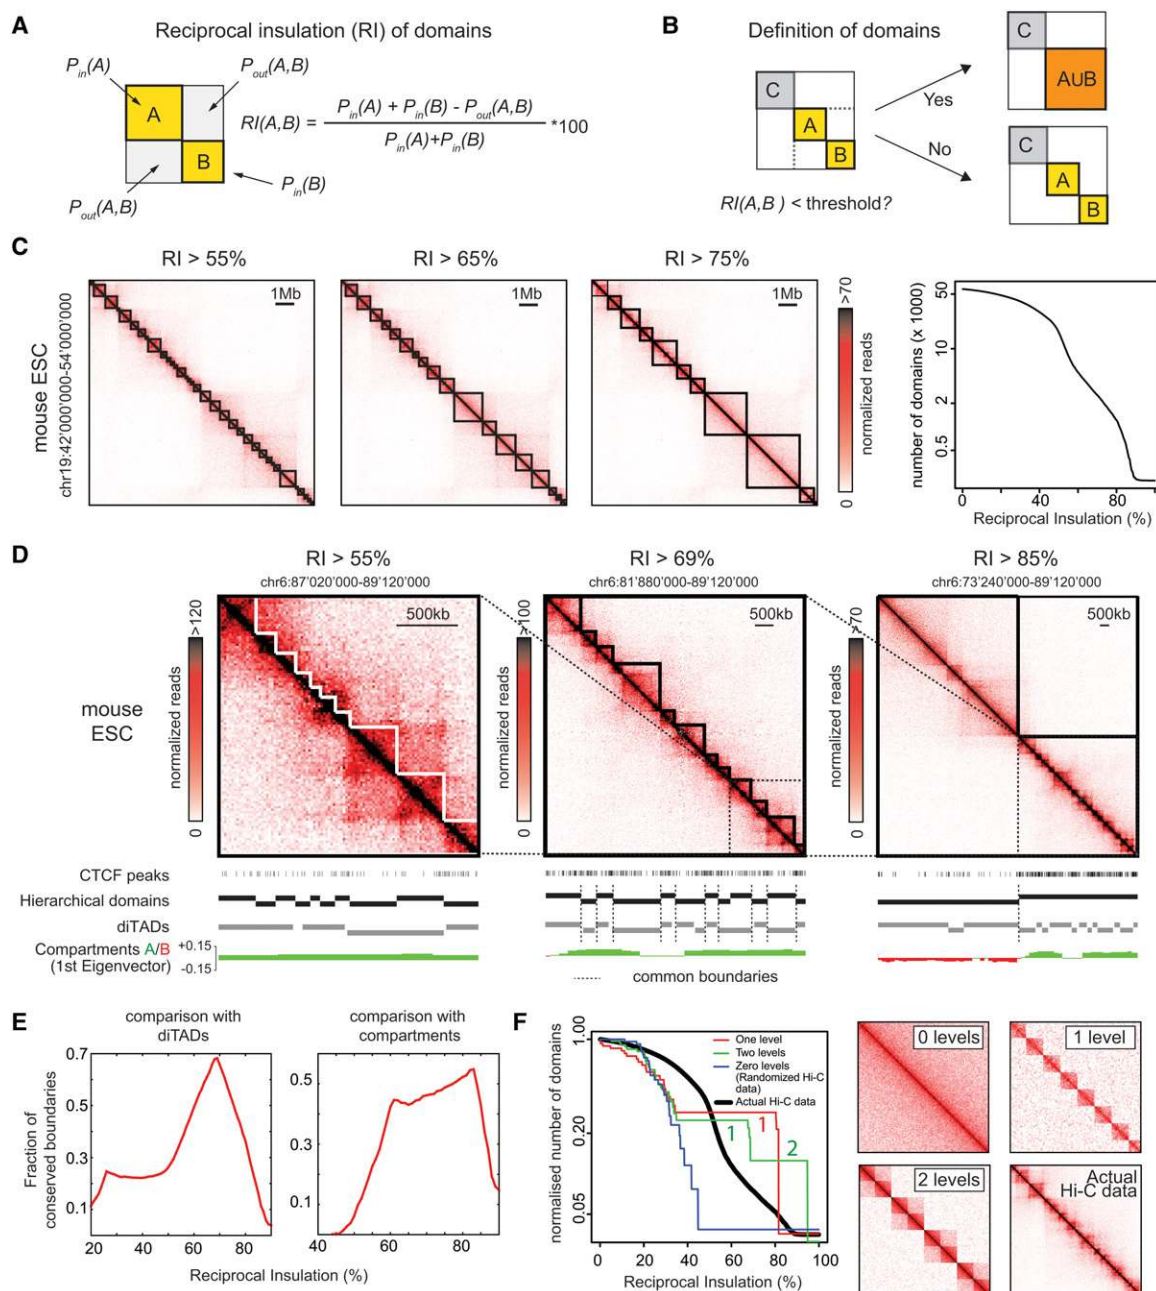 A
Reciprocal insulation (RI) of domains
Pin(A)
Pout(A,B)
A
B
RI(A,B) = Pin(A) + Pin(B) - Pout(A,B)
Pin(A)+Pin(B)
*100
Pout(A,B)
Pin(B)
B
Definition of domains
C
A
B
RI(A,B) < threshold?
Yes
No
C
A∪B
C
A
B
C
RI > 55%
RI > 65%
RI > 75%
mouse ESC
chr19:42'000'000-54'000'000
1Mb
1Mb
1Mb
>70
normalized reads
0
number of domains (x 1000)
50
10
2
0.5
0
40
80
Reciprocal Insulation (%)
D
RI > 55%
RI > 69%
RI > 85%
chr6:87'020'000-89'120'000
chr6:81'880'000-89'120'000
chr6:73'240'000-89'120'000
mouse
ESC
>120
normalized reads
0
500kb
>100
normalized reads
0
500kb
>70
normalized reads
0
500kb
CTCF peaks
Hierarchical domains
diTADs
Compartments A/B
(1st Eigenvector)
+0.15
-0.15
common boundaries
E
comparison with
diTADs
comparison with
compartments
Fraction of
conserved boundaries
0.7
0.5
0.3
0.1
20
40
60
80
0.5
0.3
0.1
40
60
80
Reciprocal Insulation (%)
F
normalised number of domains
1.00
0.20
0.05
One level
Two levels
Zero levels
(Randomized Hi-C
data)
Actual Hi-C data
1
1
2
0
20
40
60
80
100
Reciprocal Insulation (%)
0 levels
1 level
2 levels
Actual
Hi-C data